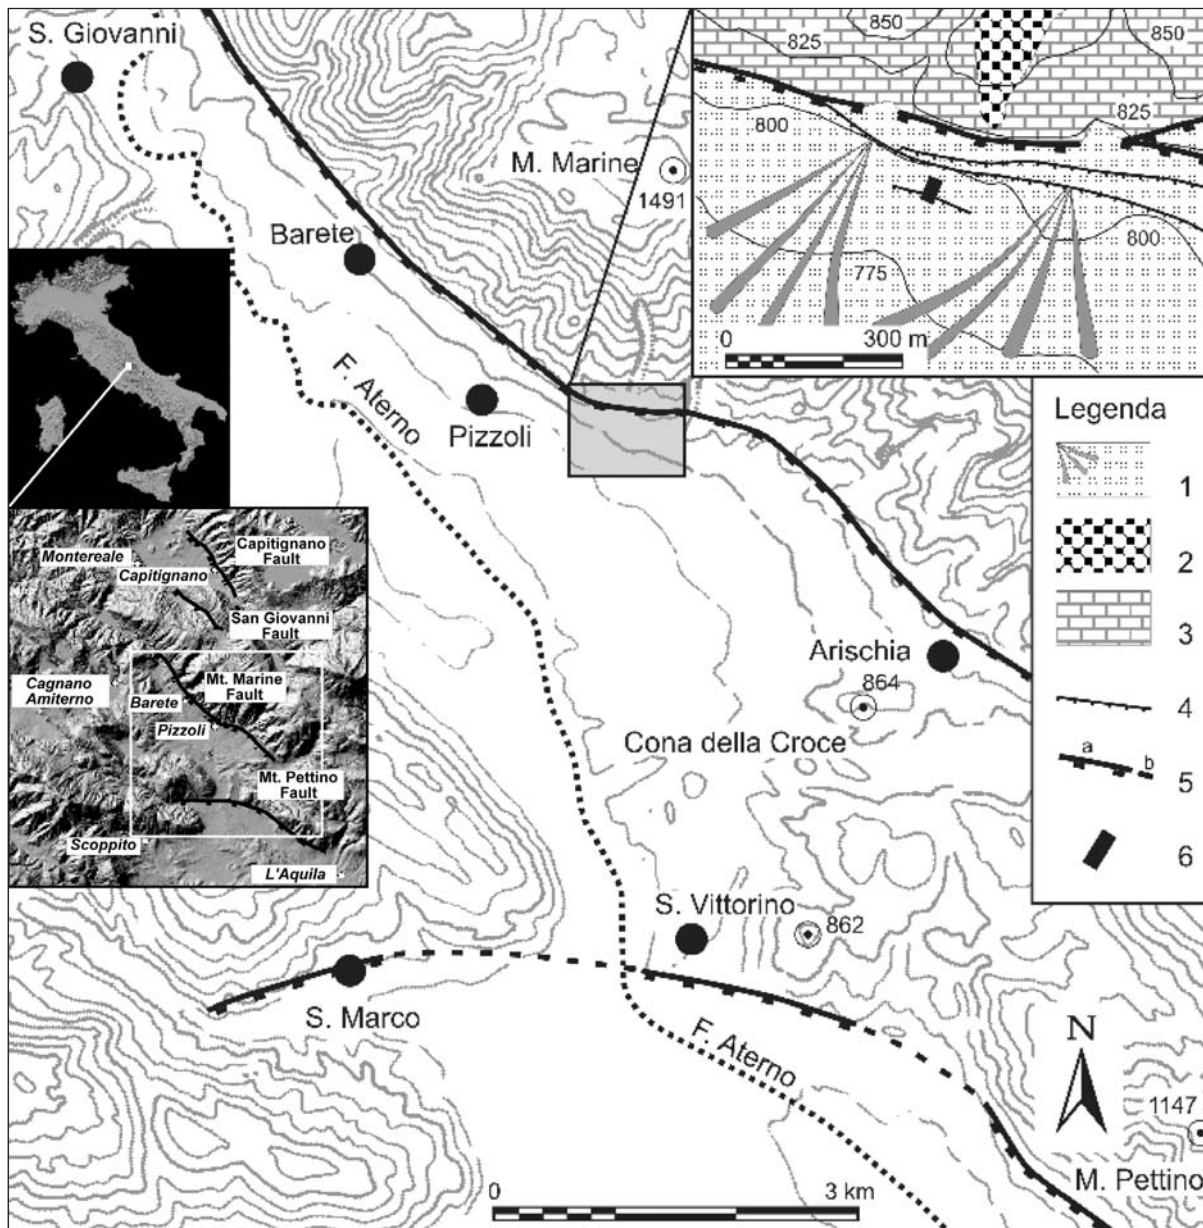 S. Giovanni
M. Marine
1491
Barete
F. Aterno
Pizzoli
850
825
850
825
800
800
775
0
300 m
Legenda
1
2
3
4
a
b
5
6
Capitignano
Fault
Montereale
Capitignano
San Giovanni
Fault
Cagnano
Amiterno
Mt. Marine
Fault
Barete
Pizzoli
Mt. Pettino
Fault
Scoppito
L'Aquila
Arischia
864
Cona della Croce
S. Vittorino
862
S. Marco
F. Aterno
N
1147
M. Pettino
0
3 km